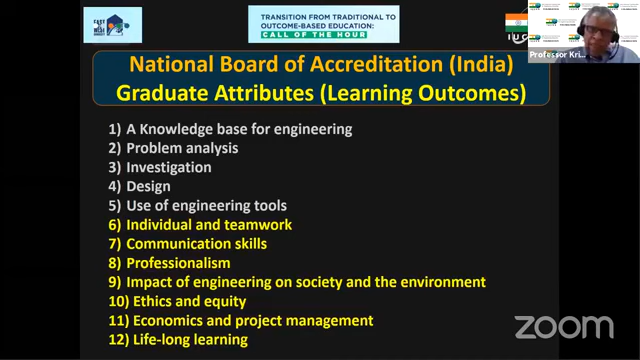 TRANSITION FROM TRADITIONAL TO
OUTCOME-BASED EDUCATION:
CALL OF THE HOUR
Professor Kri...
National Board of Accreditation (India)
Graduate Attributes (Learning Outcomes)
1) A Knowledge base for engineering
2) Problem analysis
3) Investigation
4) Design
5) Use of engineering tools
6) Individual and teamwork
7) Communication skills
8) Professionalism
9) Impact of engineering on society and the environment
10) Ethics and equity
11) Economics and project management
12) Life-long learning
zoom